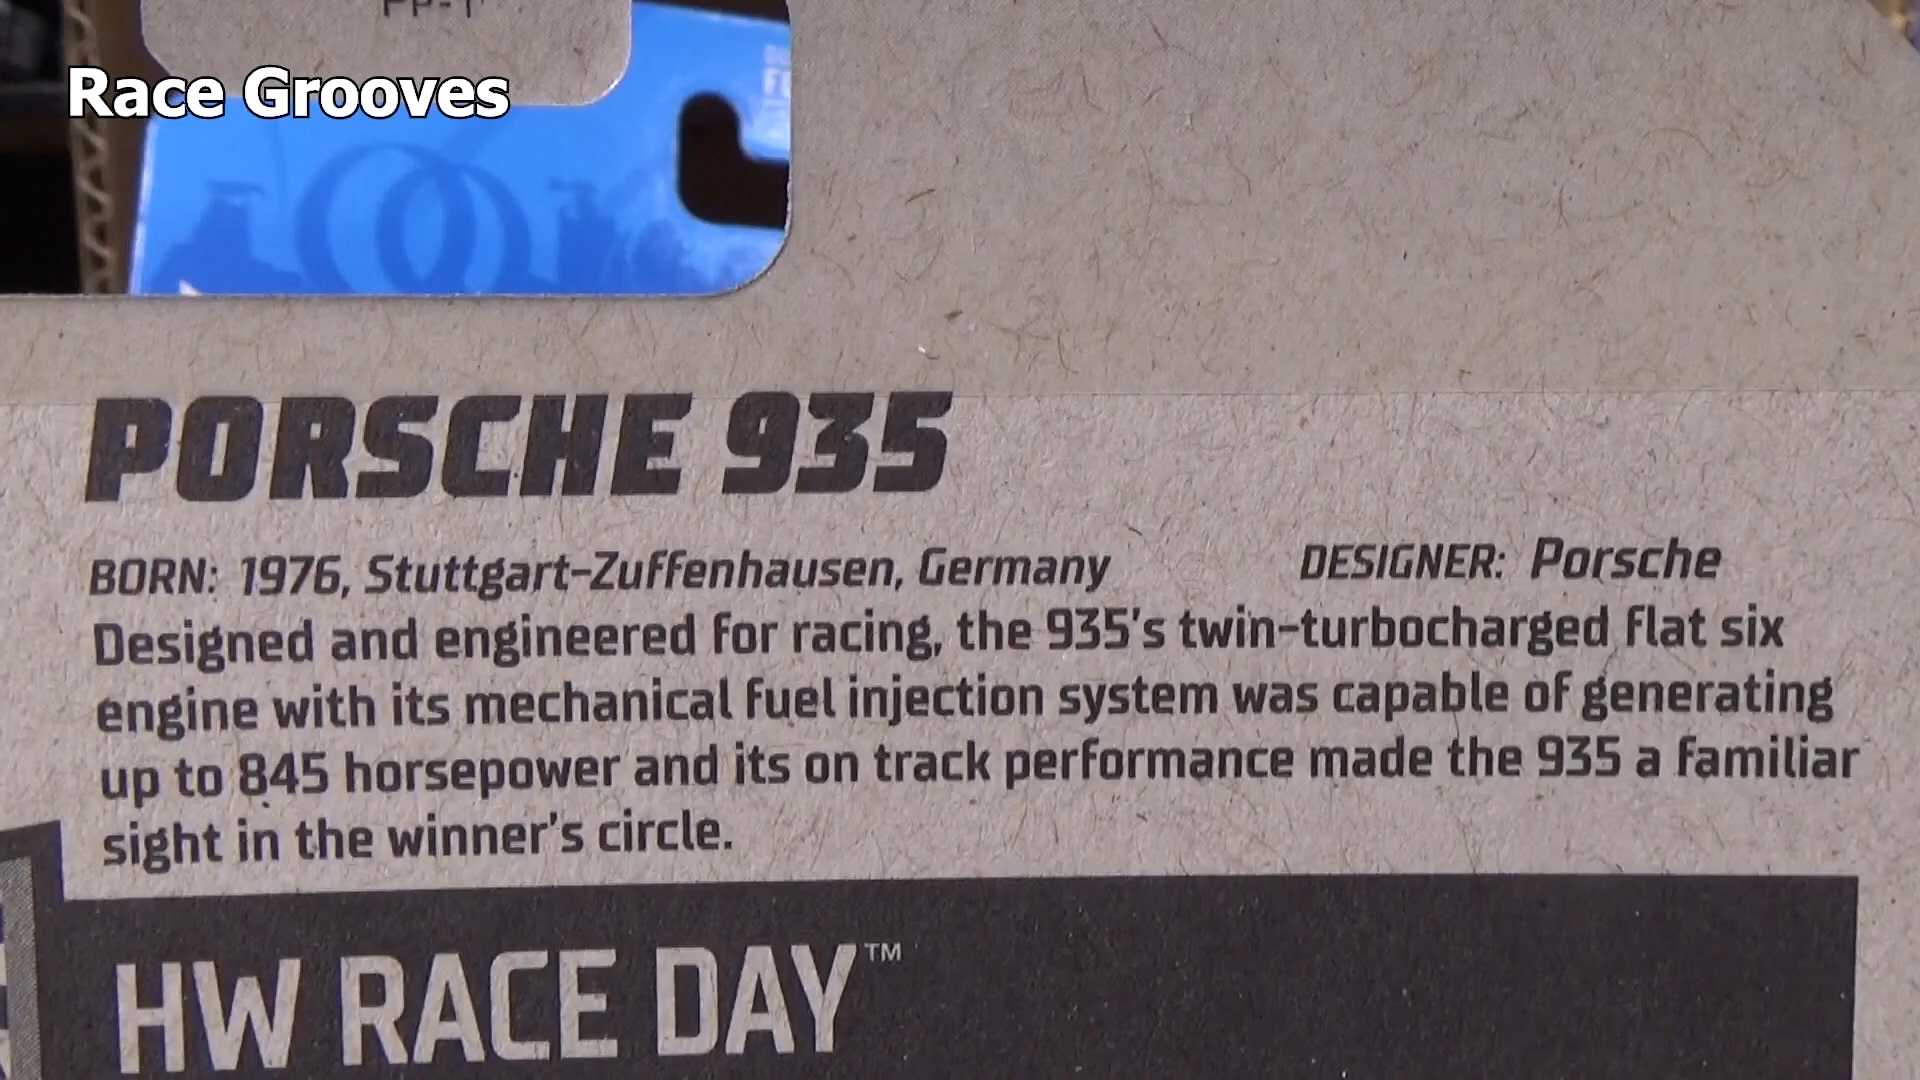 PP-1
Race Grooves
PORSCHE 935
BORN: 1976, Stuttgart-Zuffenhausen, Germany DESIGNER: Porsche
Designed and engineered for racing, the 935's twin-turbocharged flat six
engine with its mechanical fuel injection system was capable of generating
up to 845 horsepower and its on track performance made the 935 a familiar
sight in the winner's circle.
HW RACE DAY™